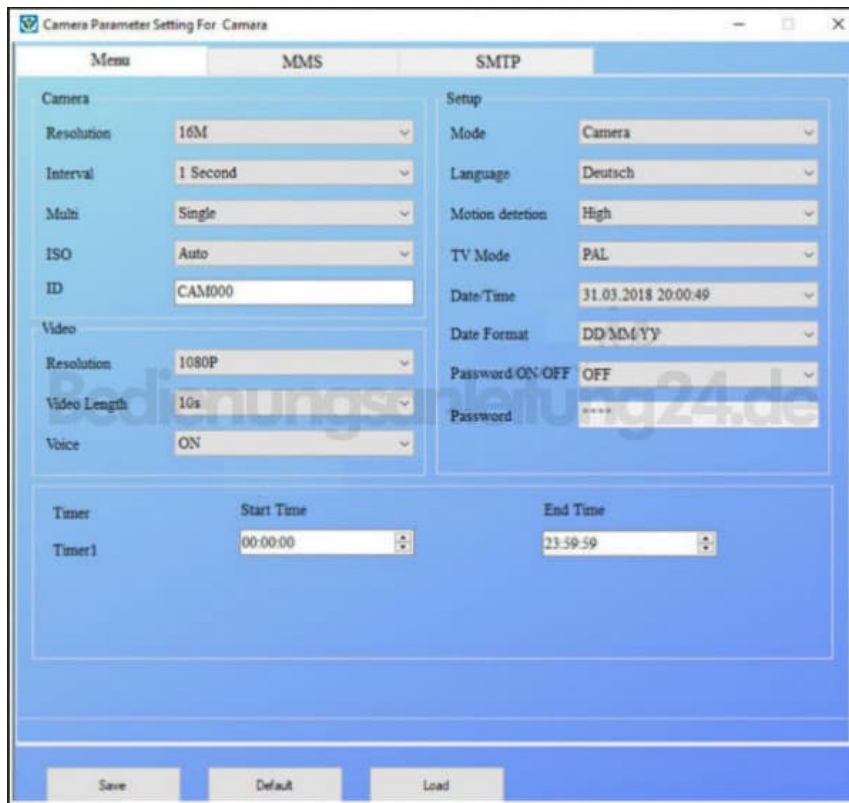 Camera Parameter Setting For Camara
Menu MMS SMTP
Camera
Resolution 16M
Interval 1 Second
Multi Single
ISO Auto
ID CAM000
Video
Resolution 1080P
Video Length 10s
Voice ON
Setup
Mode Camera
Language Deutsch
Motion detetion High
TV Mode PAL
Date/Time 31.03.2018 20:00:49
Date Format DD/MM/YY
Password/ON/OFF OFF
Password ****
Bedienungsanleitung24.de
Timer Start Time End Time
Timer1 00:00:00 23:59:59
Save Default Load